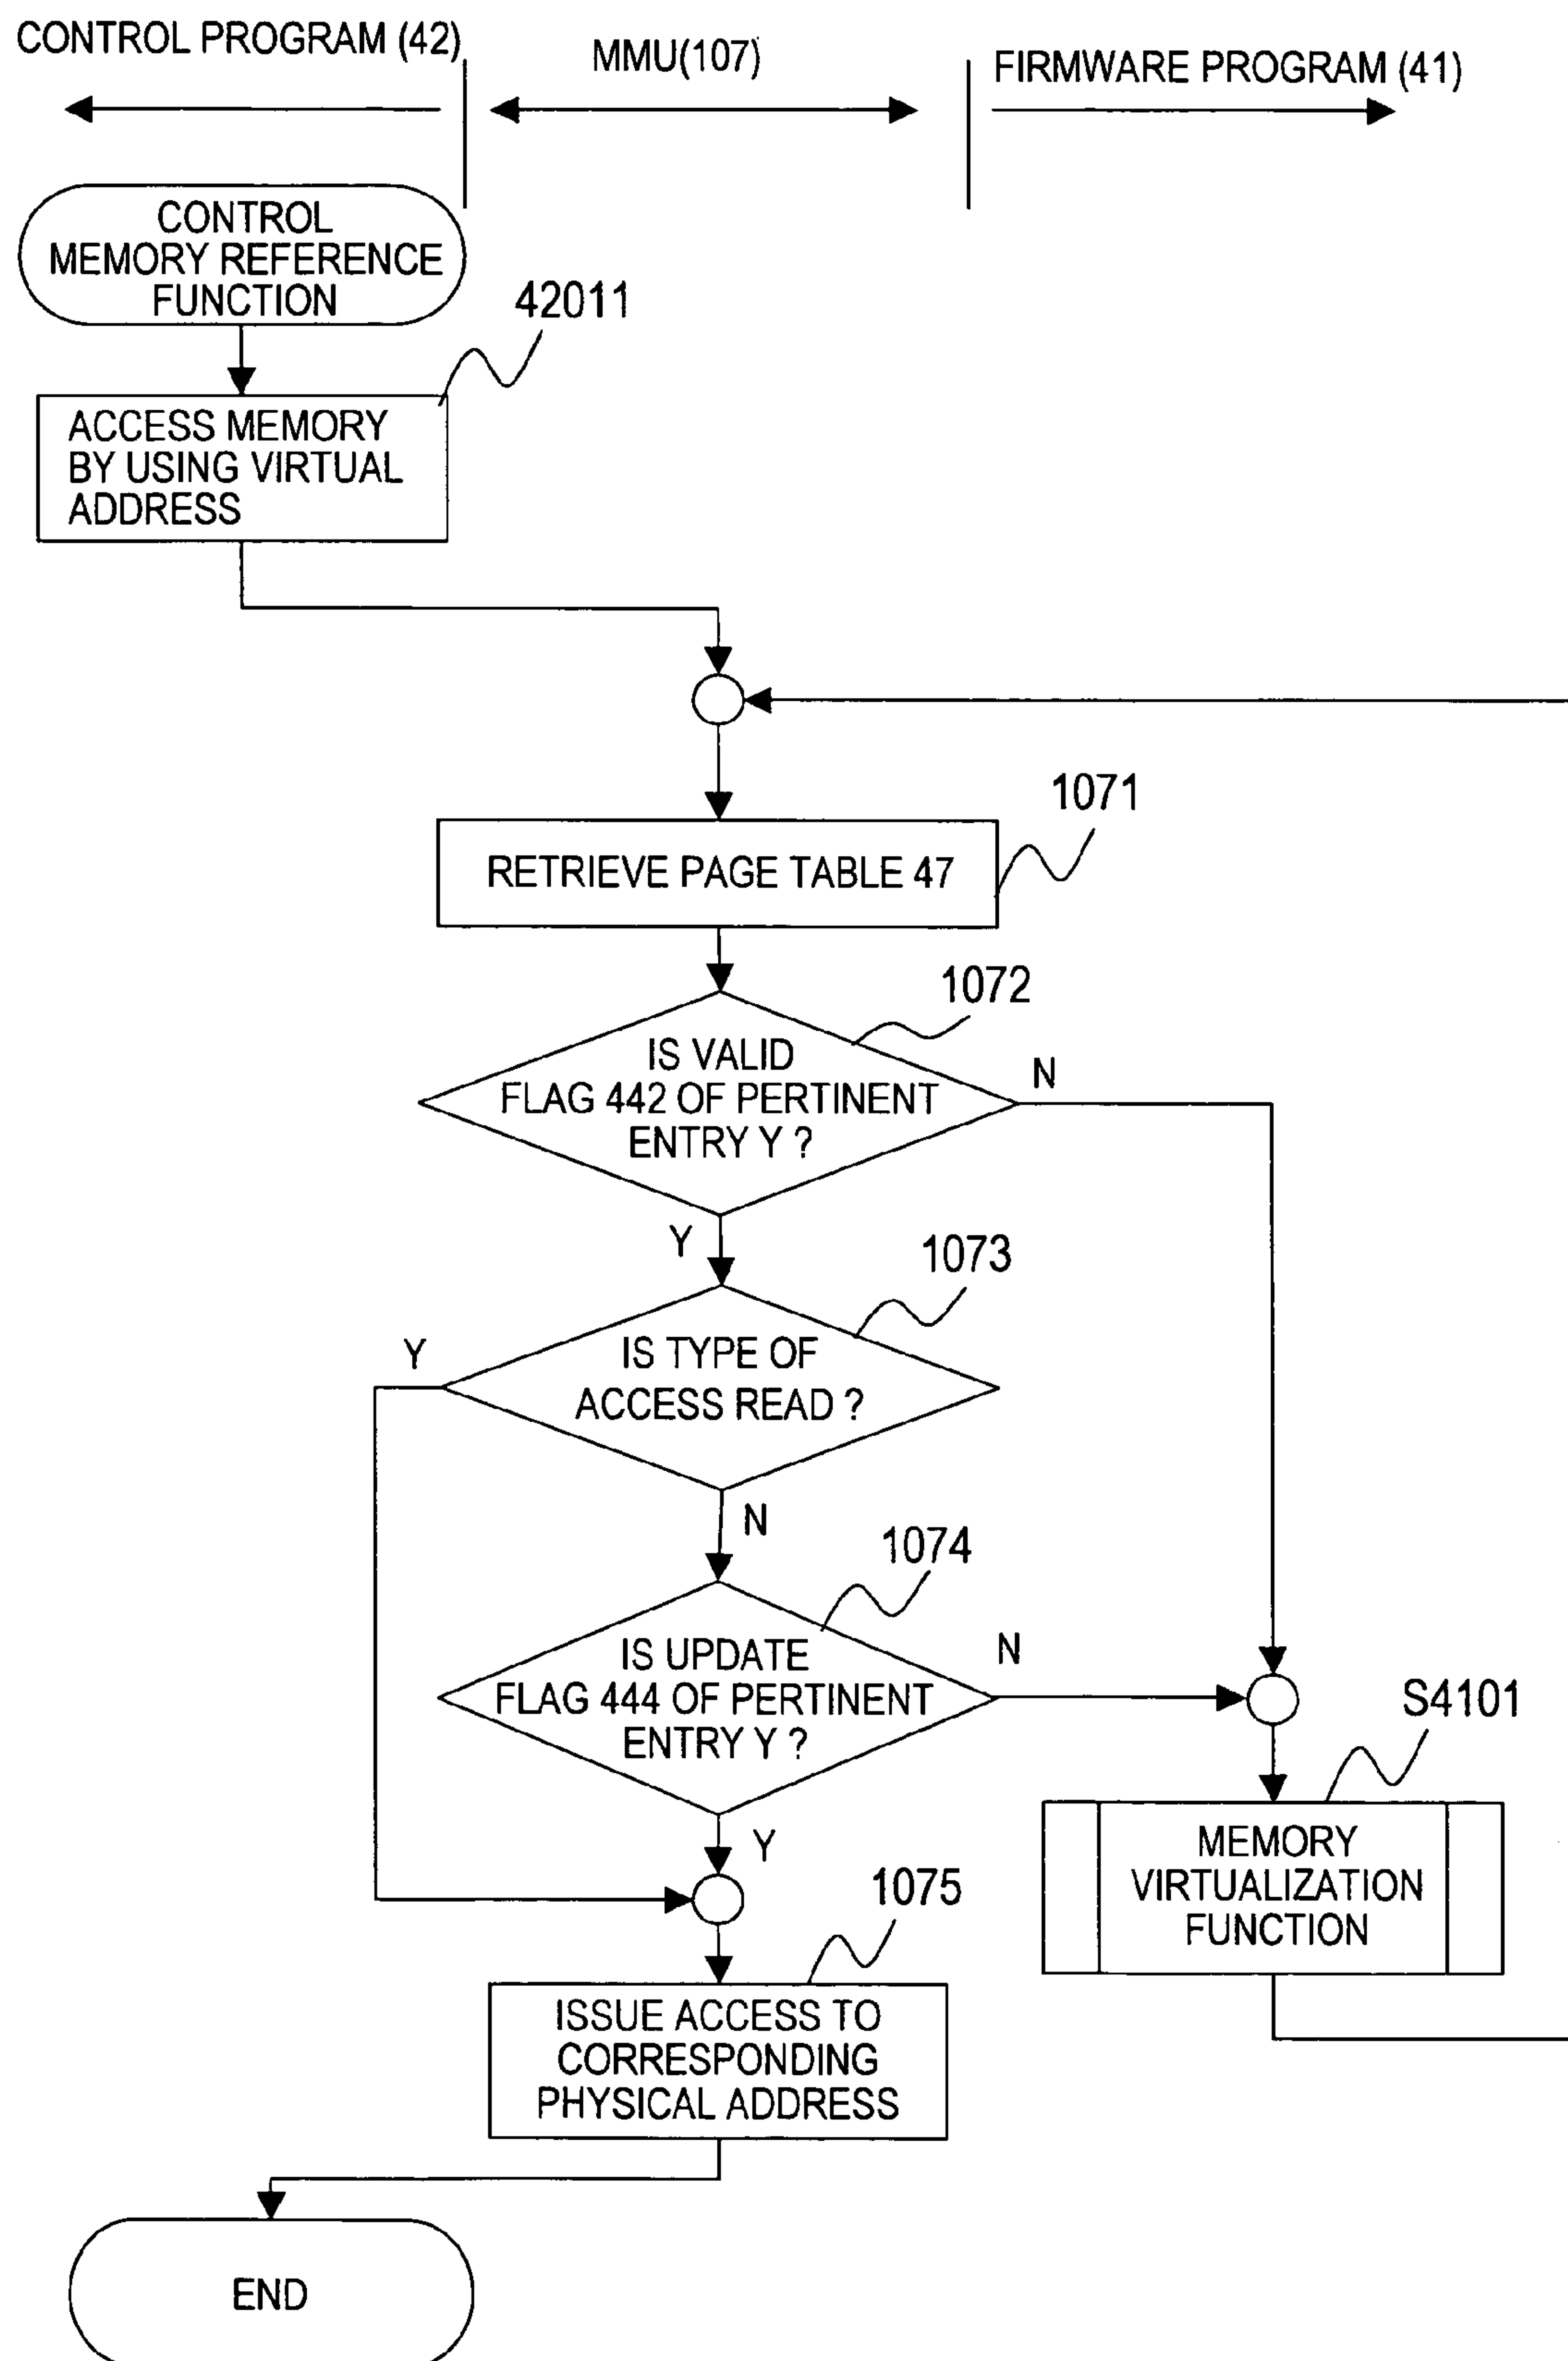 CONTROL PROGRAM (42)
MMU(107)
FIRMWARE PROGRAM (41)
CONTROL
MEMORY REFERENCE
FUNCTION
42011
ACCESS MEMORY
BY USING VIRTUAL
ADDRESS
1071
RETRIEVE PAGE TABLE 47
1072
IS VALID
FLAG 442 OF PERTINENT
ENTRY Y ?
N
Y
1073
IS TYPE OF
ACCESS READ ?
Y
N
1074
IS UPDATE
FLAG 444 OF PERTINENT
ENTRY Y ?
N
Y
S4101
MEMORY
VIRTUALIZATION
FUNCTION
1075
ISSUE ACCESS TO
CORRESPONDING
PHYSICAL ADDRESS
END